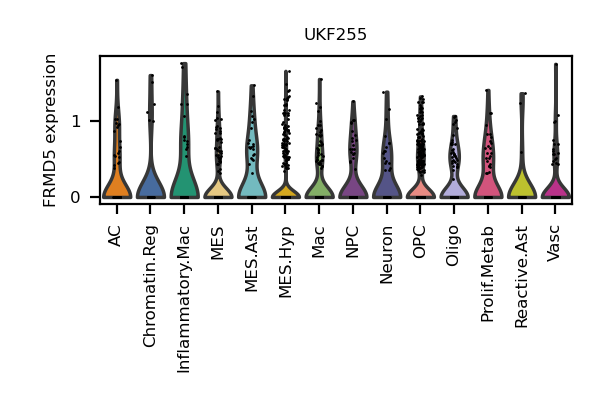 UKF255
FRMD5 expression
1
0
AC
Chromatin.Reg
Inflammatory.Mac
MES
MES.Ast
MES.Hyp
Mac
NPC
Neuron
OPC
Oligo
Prolif.Metab
Reactive.Ast
Vasc